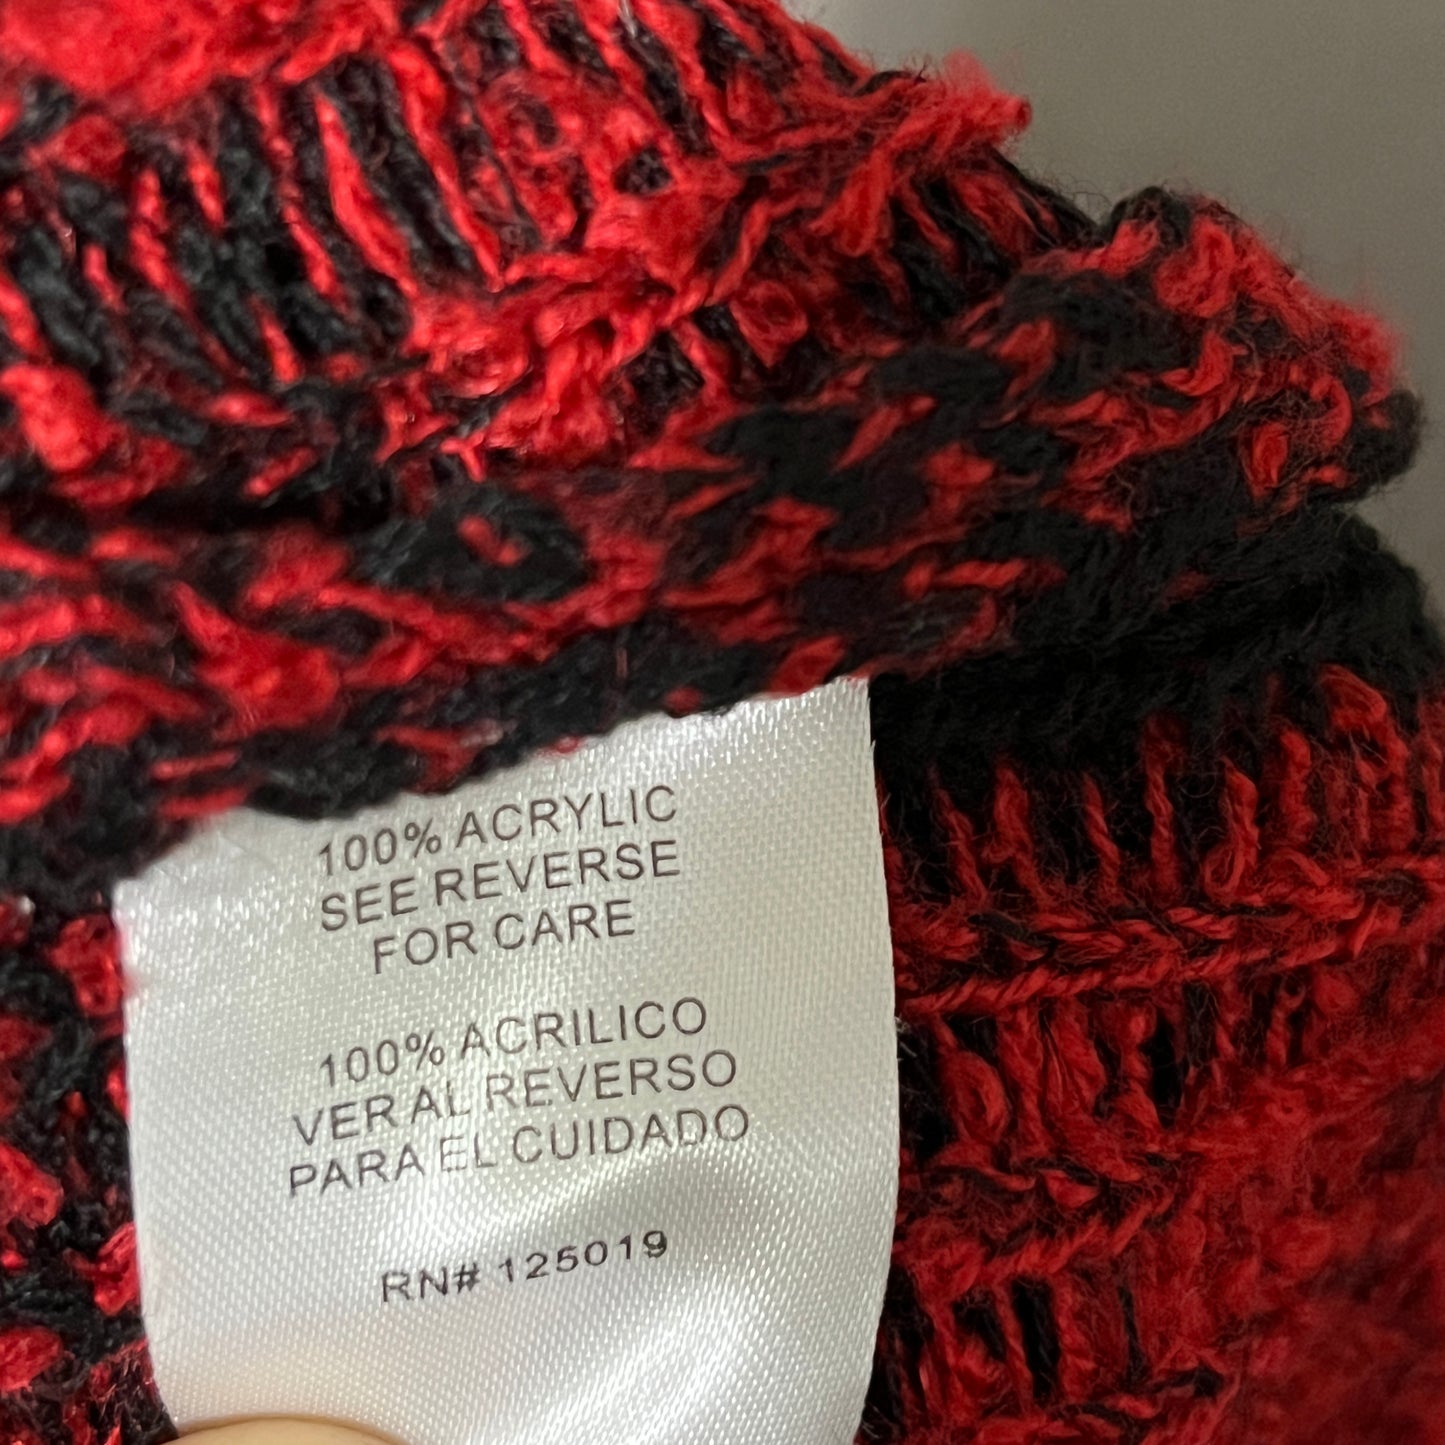 100% ACRYLIC
SEE REVERSE
FOR CARE
100% ACRILICO
VER AL REVERSO
PARA EL CUIDADO
RN# 125019